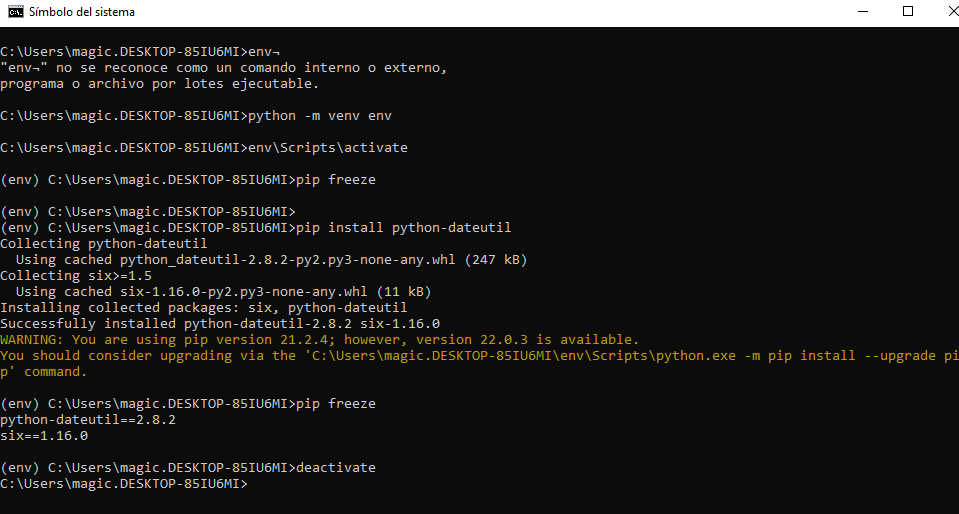 Símbolo del sistema
C:\Users\magic.DESKTOP-85IU6MI>env¬
"env¬" no se reconoce como un comando interno o externo,
programa o archivo por lotes ejecutable.
C:\Users\magic.DESKTOP-85IU6MI>python -m venv env
C:\Users\magic.DESKTOP-85IU6MI>env\Scripts\activate
(env) C:\Users\magic.DESKTOP-85IU6MI>pip freeze
(env) C:\Users\magic.DESKTOP-85IU6MI>
(env) C:\Users\magic.DESKTOP-85IU6MI>pip install python-dateutil
Collecting python-dateutil
  Using cached python_dateutil-2.8.2-py2.py3-none-any.whl (247 kB)
Collecting six>=1.5
  Using cached six-1.16.0-py2.py3-none-any.whl (11 kB)
Installing collected packages: six, python-dateutil
Successfully installed python-dateutil-2.8.2 six-1.16.0
WARNING: You are using pip version 21.2.4; however, version 22.0.3 is available.
You should consider upgrading via the 'C:\Users\magic.DESKTOP-85IU6MI\env\Scripts\python.exe -m pip install --upgrade pi
p' command.
(env) C:\Users\magic.DESKTOP-85IU6MI>pip freeze
python-dateutil==2.8.2
six==1.16.0
(env) C:\Users\magic.DESKTOP-85IU6MI>deactivate
C:\Users\magic.DESKTOP-85IU6MI>